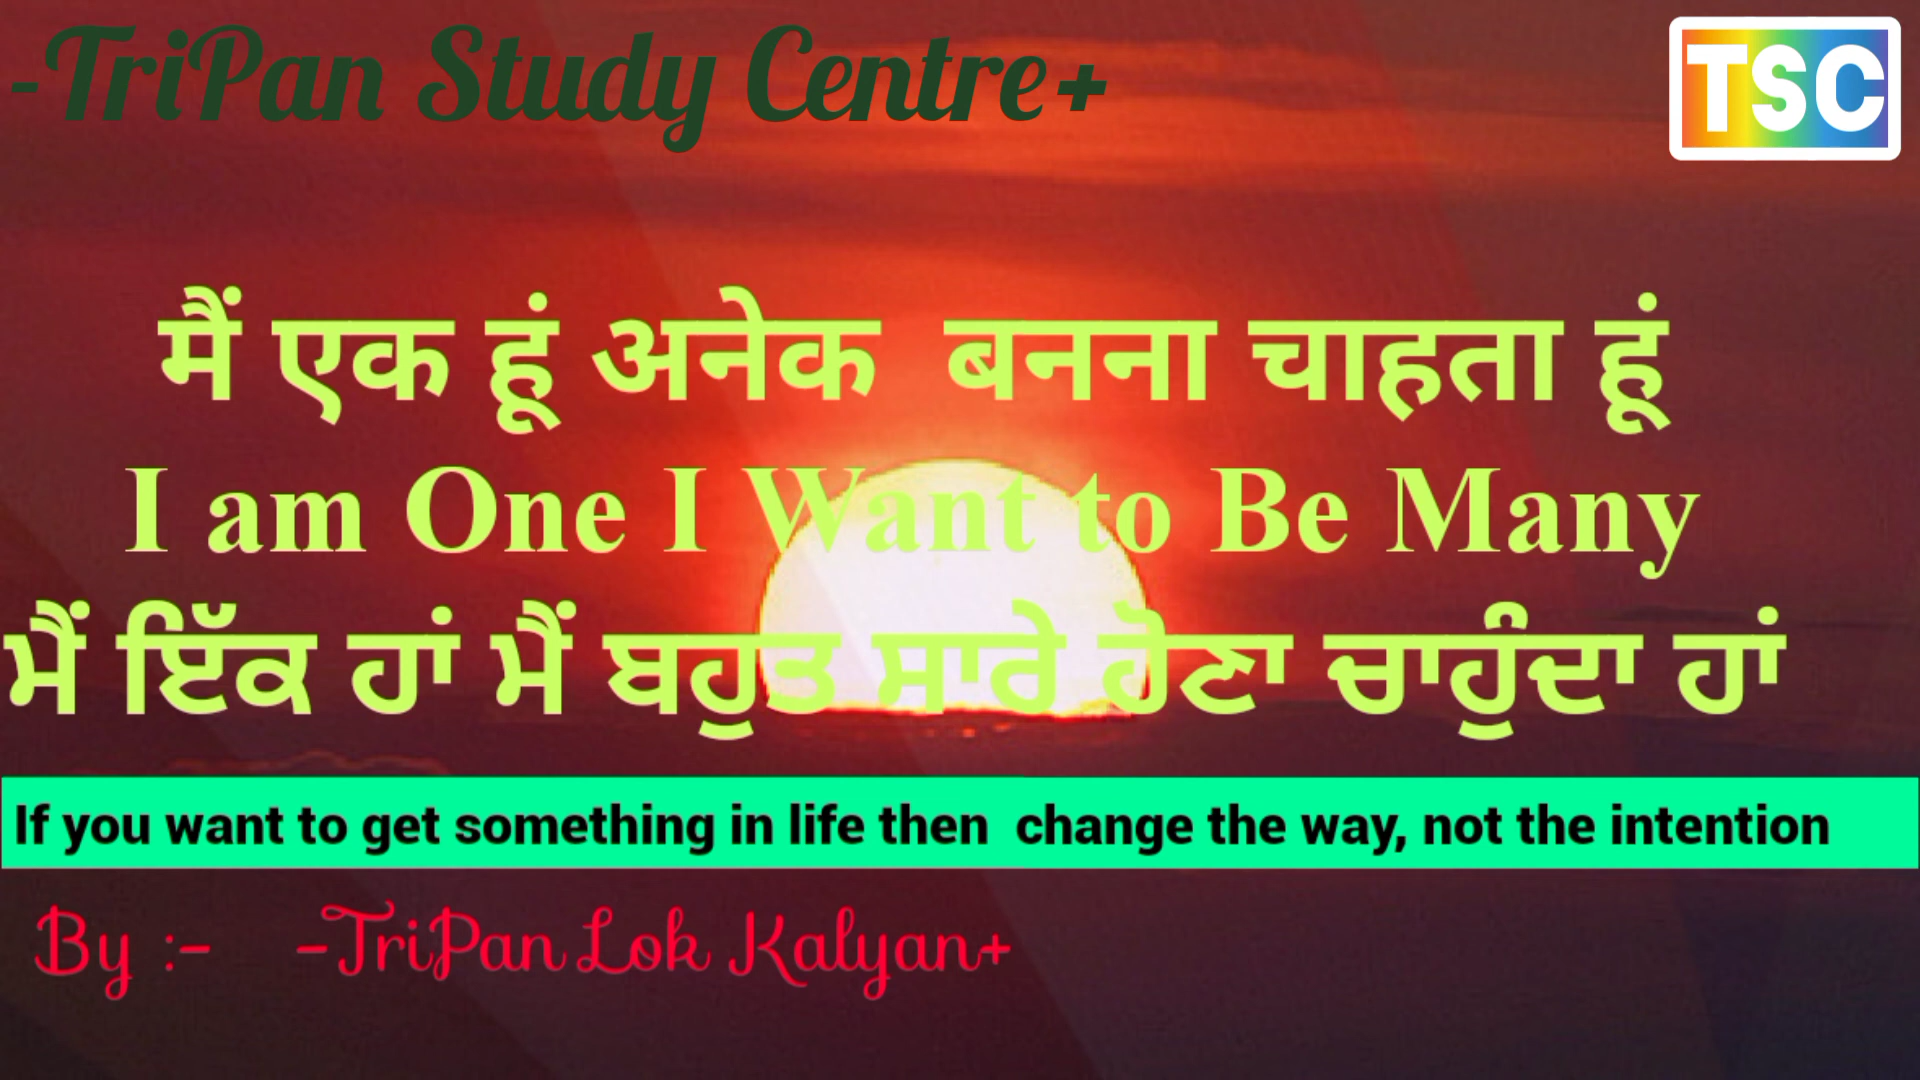 -TriPan Study Centre+
TSC
मैं एक हूं अनेक  बनना चाहता हूं
I am One I Want to Be Many
ਮੈਂ ਇੱਕ ਹਾਂ ਮੈਂ ਬਹੁਤ ਸਾਰੇ ਹੋਣਾ ਚਾਹੁੰਦਾ ਹਾਂ
If you want to get something in life then  change the way, not the intention
By :- -TriPan Lok Kalyan+